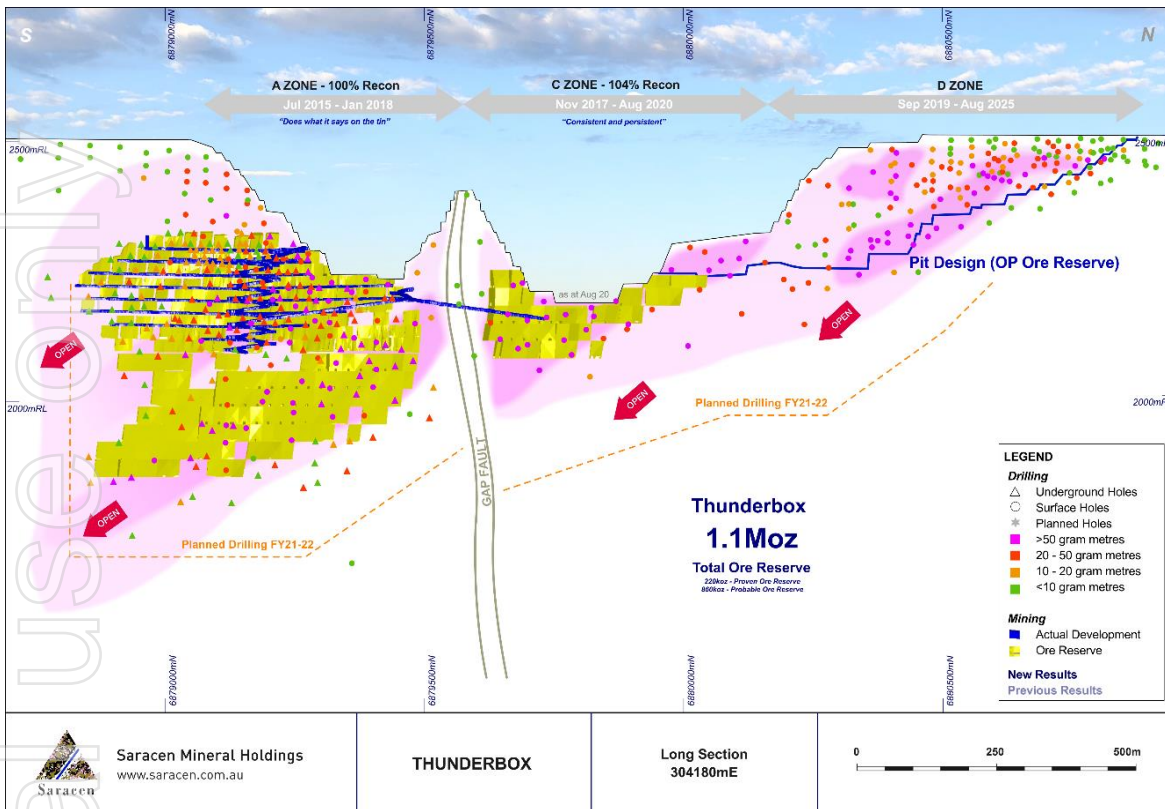 S
N
6879000mN
6879500mN
6880000mN
6880500mN
A ZONE - 100% Recon
C ZONE - 104% Recon
D ZONE
Jul 2015 - Jan 2018
Nov 2017 - Aug 2020
Sep 2019 - Aug 2025
"Does what it says on the tin"
"Consistent and persistent"
2500mRL
2500mRL
Pit Design (OP Ore Reserve)
as at Aug 20
OPEN
OPEN
OPEN
OPEN
2000mRL
2000mRL
Planned Drilling FY21-22
Planned Drilling FY21-22
GAP FAULT
Thunderbox
1.1Moz
Total Ore Reserve
220koz - Proven Ore Reserve
860koz - Probable Ore Reserve
LEGEND
Drilling
Underground Holes
Surface Holes
Planned Holes
>50 gram metres
20 - 50 gram metres
10 - 20 gram metres
<10 gram metres
Mining
Actual Development
Ore Reserve
New Results
Previous Results
6879000mN
6879500mN
6880000mN
6880500mN
Saracen
Saracen Mineral Holdings
www.saracen.com.au
THUNDERBOX
Long Section
304180mE
0 250 500m
use only